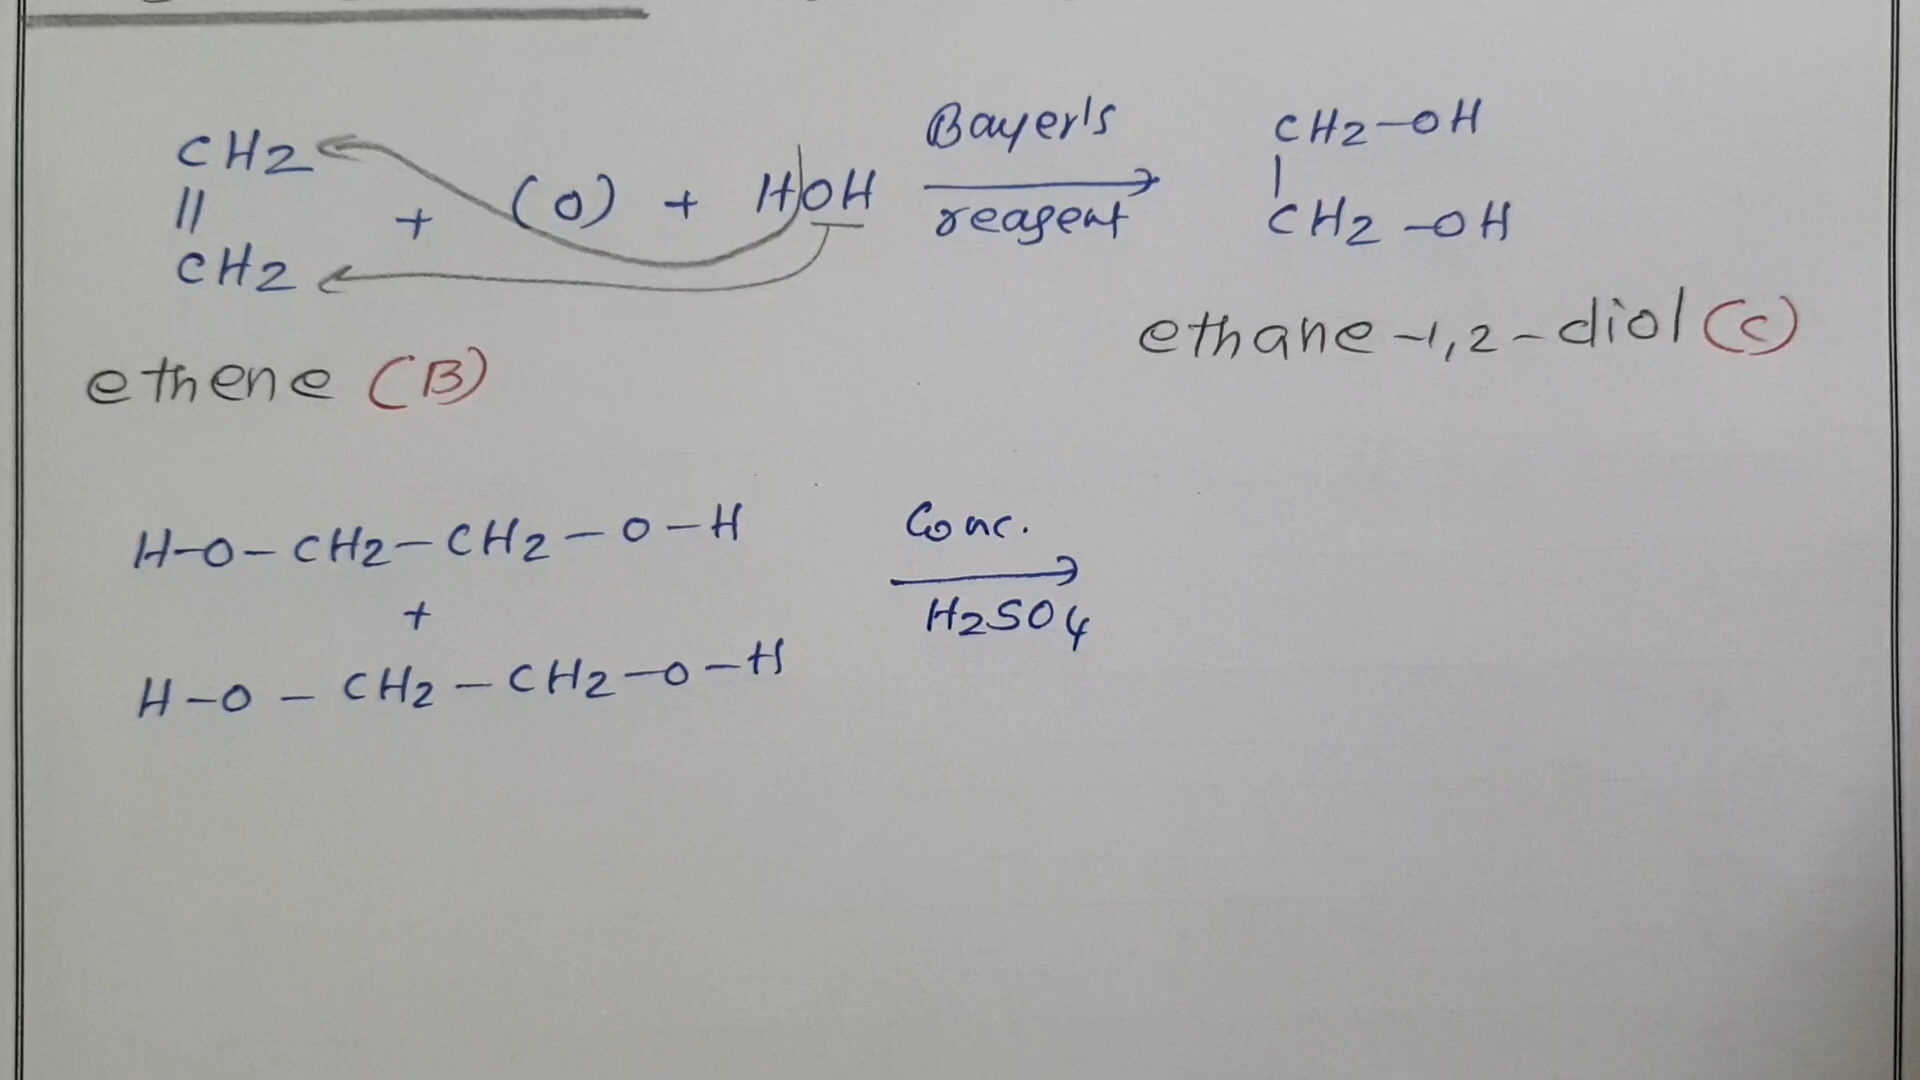 CH2
||
CH2
+ (O) + HOH
Bayer's
reagent
CH2-OH
|
CH2-OH
ethene (B)
ethane-1,2-diol (C)
H-O-CH2-CH2-O-H
+
H-O-CH2-CH2-O-H
Conc.
H2SO4